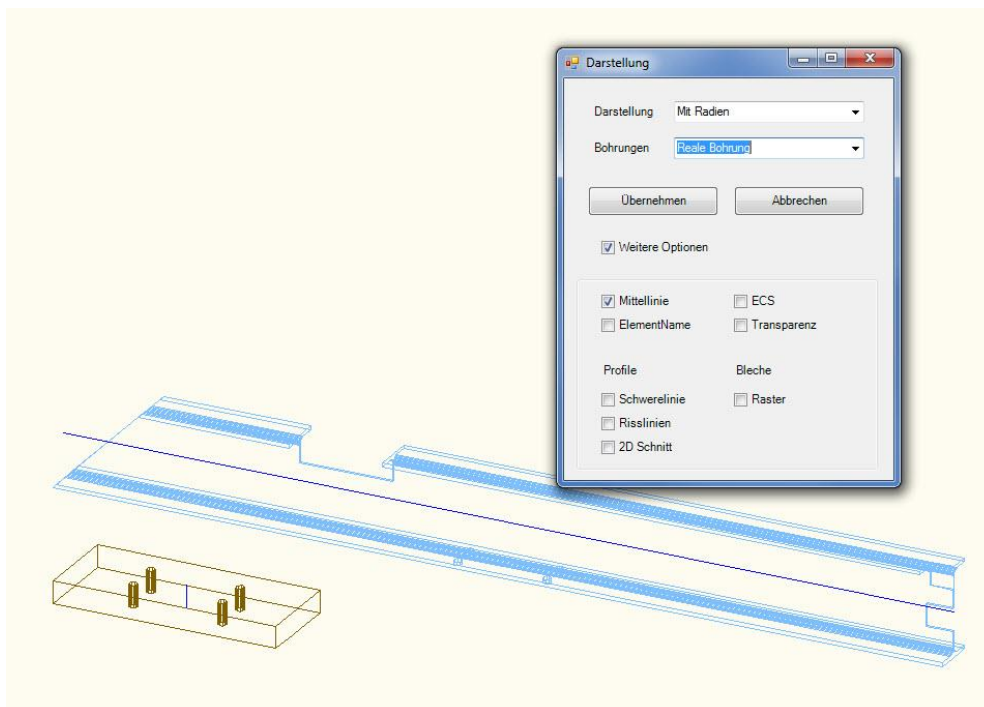 Darstellung
Darstellung Mit Radien
Bohrungen Reale Bohrung
Übernehmen Abbrechen
Weitere Optionen
Mittellinie ECS
ElementName Transparenz
Profile Bleche
Schwerelinie Raster
Risslinien
2D Schnitt